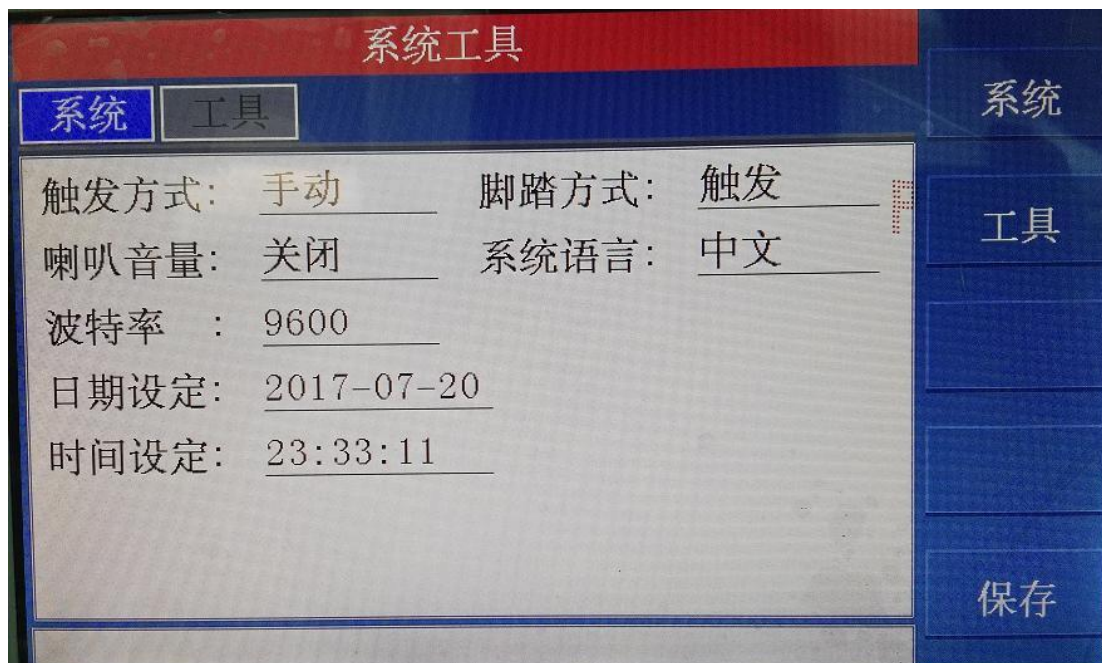 系统工具
系统 工具
触发方式: 手动 脚踏方式: 触发
喇叭音量: 关闭 系统语言: 中文
波特率 : 9600
日期设定: 2017-07-20
时间设定: 23:33:11
系统
工具
保存